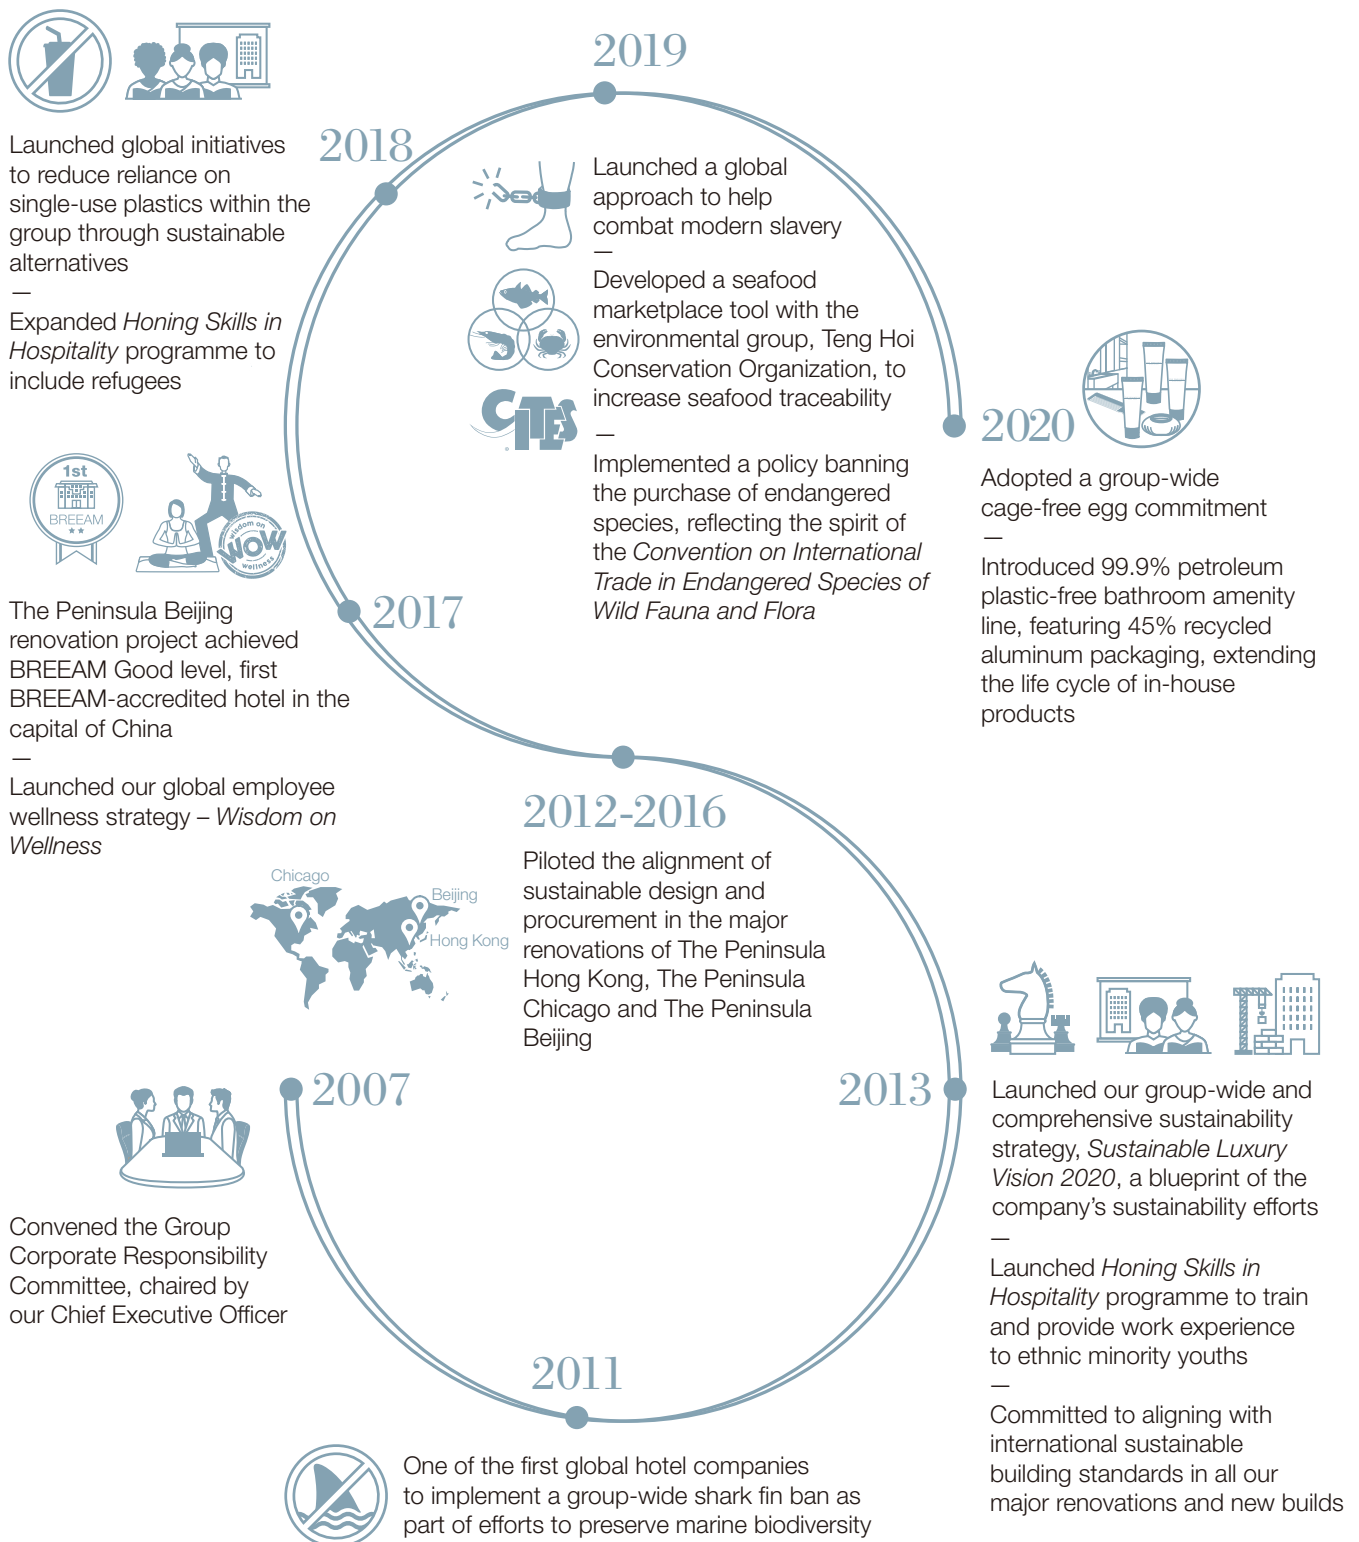 2019
2018
Launched global initiatives
to reduce reliance on
single-use plastics within the
group through sustainable
alternatives
—
Expanded Honing Skills in
Hospitality programme to
include refugees
Launched a global
approach to help
combat modern slavery
—
Developed a seafood
marketplace tool with the
environmental group, Teng Hoi
Conservation Organization, to
increase seafood traceability
—
CITES
Implemented a policy banning
the purchase of endangered
species, reflecting the spirit of
the Convention on International
Trade in Endangered Species of
Wild Fauna and Flora
2020
Adopted a group-wide
cage-free egg commitment
—
Introduced 99.9% petroleum
plastic-free bathroom amenity
line, featuring 45% recycled
aluminum packaging, extending
the life cycle of in-house
products
1st
BREEAM
wisdom on
WOW
wellness
2017
The Peninsula Beijing
renovation project achieved
BREEAM Good level, first
BREEAM-accredited hotel in the
capital of China
—
Launched our global employee
wellness strategy – Wisdom on
Wellness
2012-2016
Piloted the alignment of
sustainable design and
procurement in the major
renovations of The Peninsula
Hong Kong, The Peninsula
Chicago and The Peninsula
Beijing
Chicago
Beijing
Hong Kong
2007
Convened the Group
Corporate Responsibility
Committee, chaired by
our Chief Executive Officer
2013
Launched our group-wide and
comprehensive sustainability
strategy, Sustainable Luxury
Vision 2020, a blueprint of the
company’s sustainability efforts
—
Launched Honing Skills in
Hospitality programme to train
and provide work experience
to ethnic minority youths
—
Committed to aligning with
international sustainable
building standards in all our
major renovations and new builds
2011
One of the first global hotel companies
to implement a group-wide shark fin ban as
part of efforts to preserve marine biodiversity